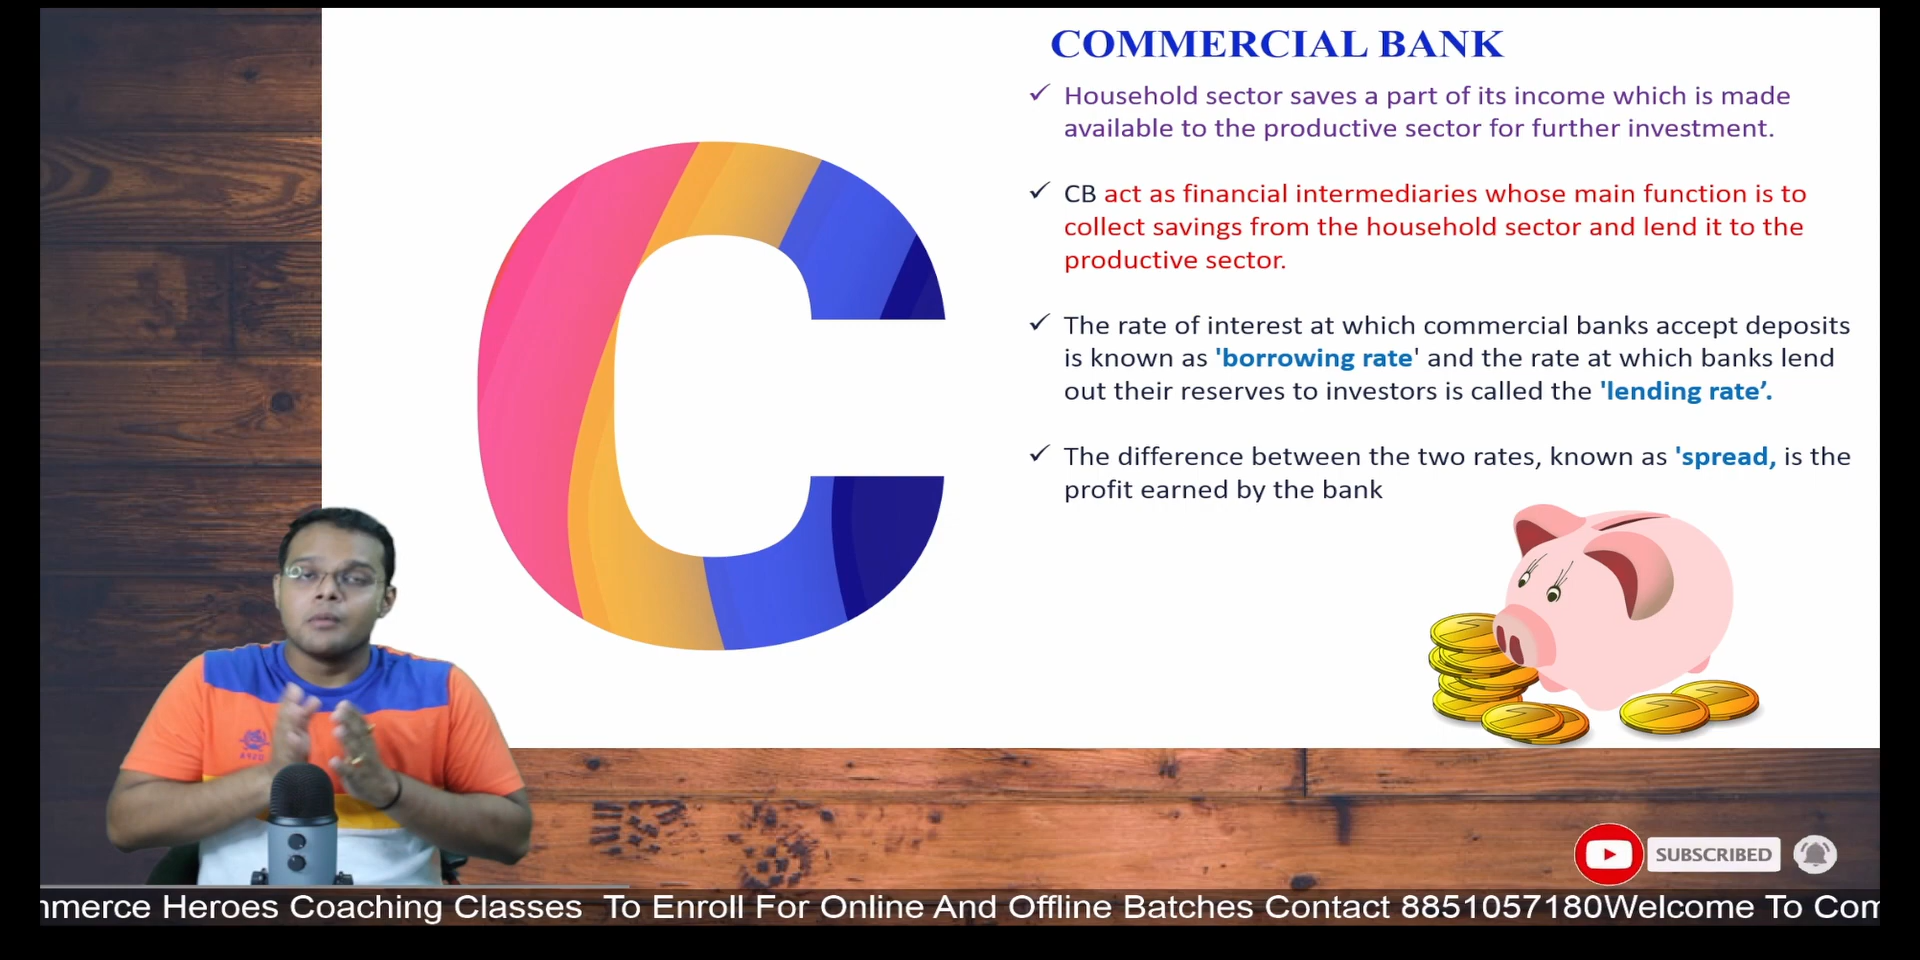 COMMERCIAL BANK
✓ Household sector saves a part of its income which is made
available to the productive sector for further investment.
✓ CB act as financial intermediaries whose main function is to
collect savings from the household sector and lend it to the
productive sector.
✓ The rate of interest at which commercial banks accept deposits
is known as 'borrowing rate' and the rate at which banks lend
out their reserves to investors is called the 'lending rate’.
✓ The difference between the two rates, known as 'spread, is the
profit earned by the bank
C
SUBSCRIBED
mmerce Heroes Coaching Classes To Enroll For Online And Offline Batches Contact 8851057180Welcome To Com